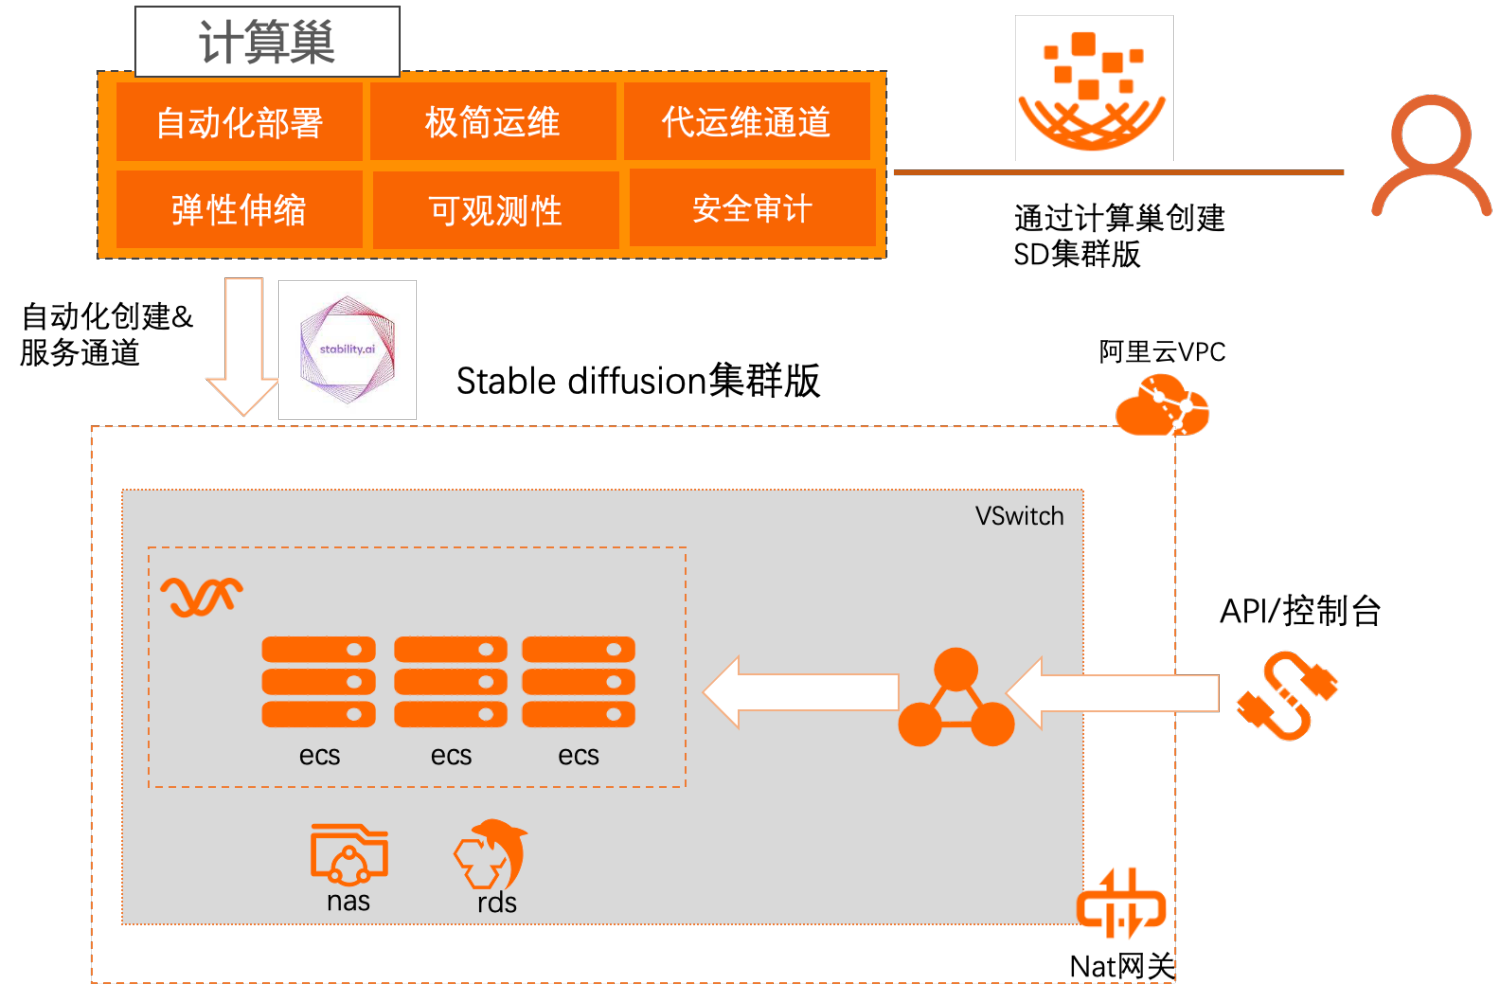 计算巢
自动化部署
极简运维
代运维通道
弹性伸缩
可观测性
安全审计
通过计算巢创建
SD集群版
自动化创建&
服务通道
stability.ai
Stable diffusion集群版
阿里云VPC
VSwitch
API/控制台
ecs
ecs
ecs
nas
rds
Nat网关